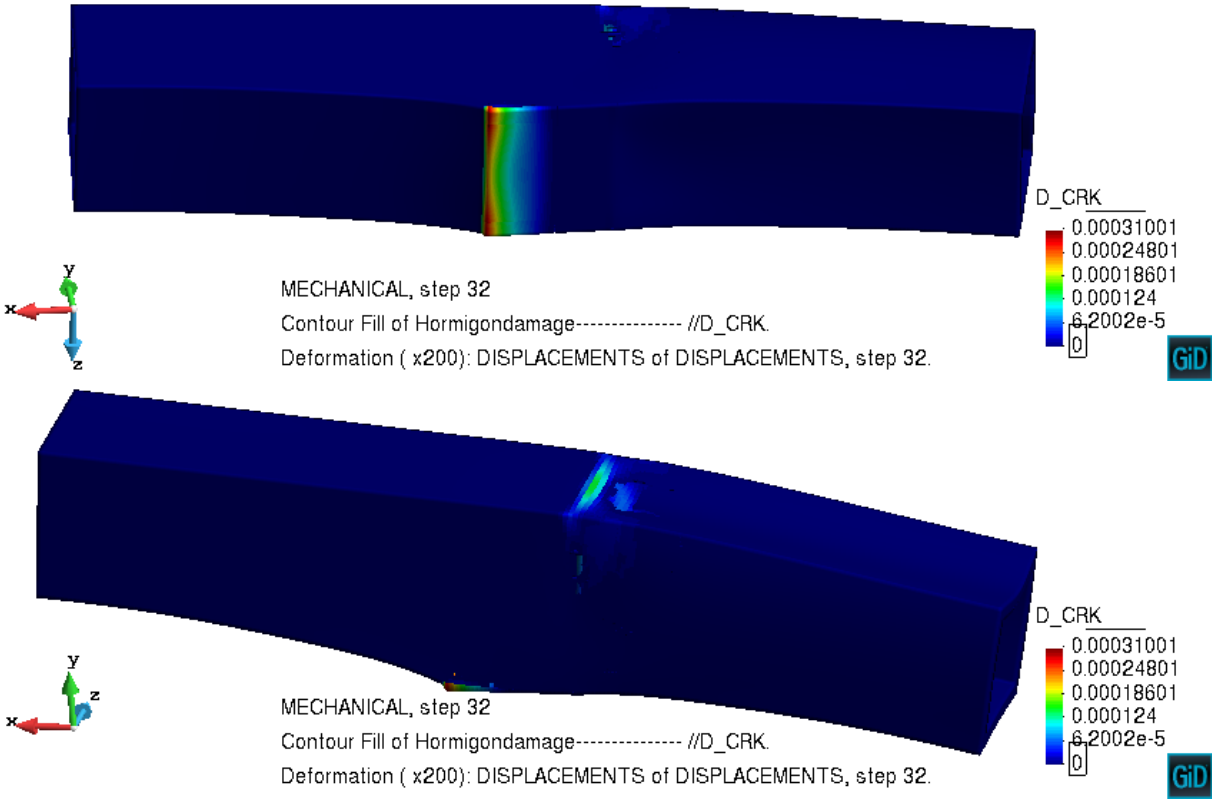 D_CRK
0.00031001
0.00024801
0.00018601
0.000124
6.2002e-5
0
y
x
z
MECHANICAL, step 32
Contour Fill of Hormigondamage------------- //D_CRK.
Deformation ( x200): DISPLACEMENTS of DISPLACEMENTS, step 32.
GiD
D_CRK
0.00031001
0.00024801
0.00018601
0.000124
6.2002e-5
0
y
z
x
MECHANICAL, step 32
Contour Fill of Hormigondamage------------- //D_CRK.
Deformation ( x200): DISPLACEMENTS of DISPLACEMENTS, step 32.
GiD